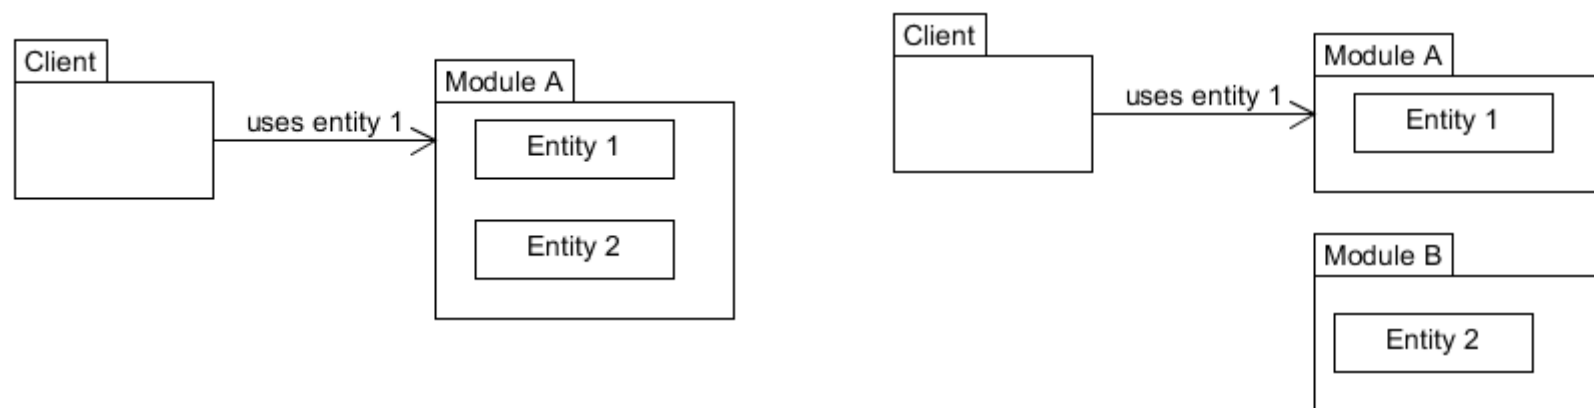 Client
Module A
uses entity 1
Entity 1
Entity 2
Client
Module A
uses entity 1
Entity 1
Module B
Entity 2